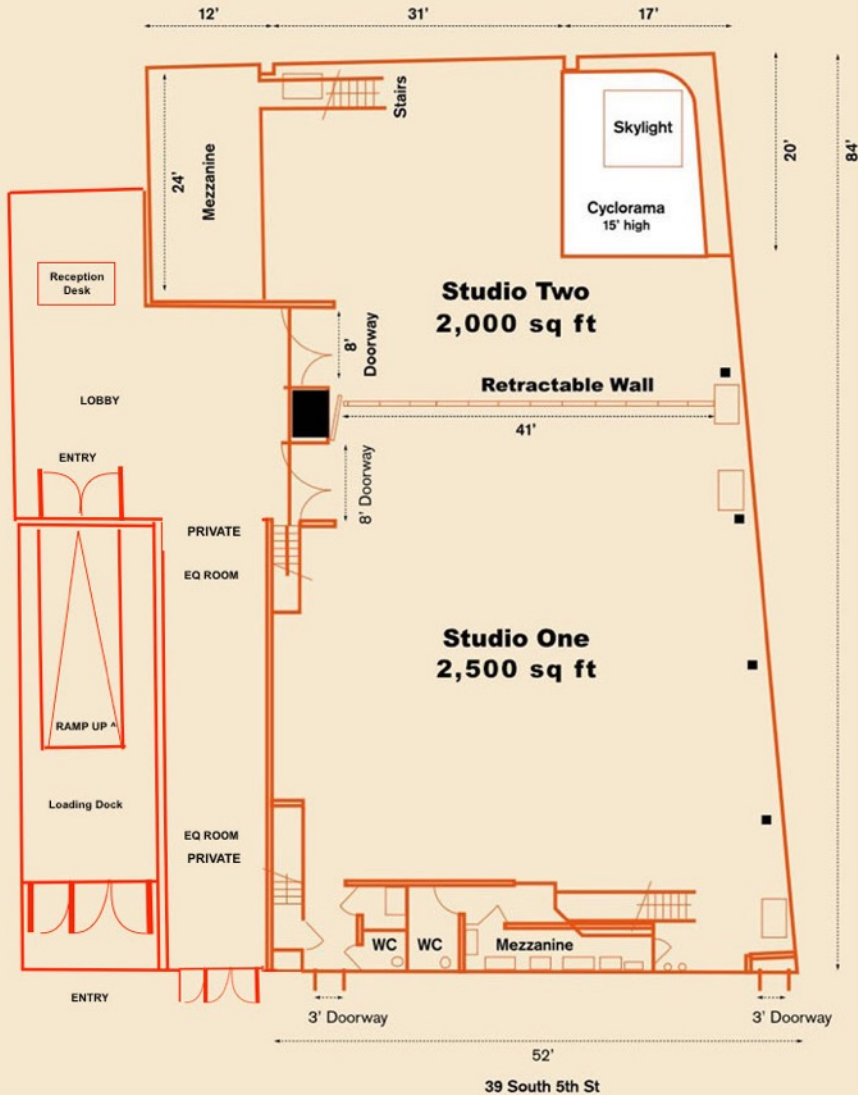 12'
31'
17'
Stairs
Skylight
20'
84'
24'
Mezzanine
Cyclorama
15' high
Reception
Desk
Studio Two
2,000 sq ft
8'
Doorway
Retractable Wall
LOBBY
41'
ENTRY
8' Doorway
PRIVATE
EQ ROOM
Studio One
2,500 sq ft
RAMP UP ^
Loading Dock
EQ ROOM
PRIVATE
WC
WC
Mezzanine
ENTRY
3' Doorway
3' Doorway
52'
39 South 5th St